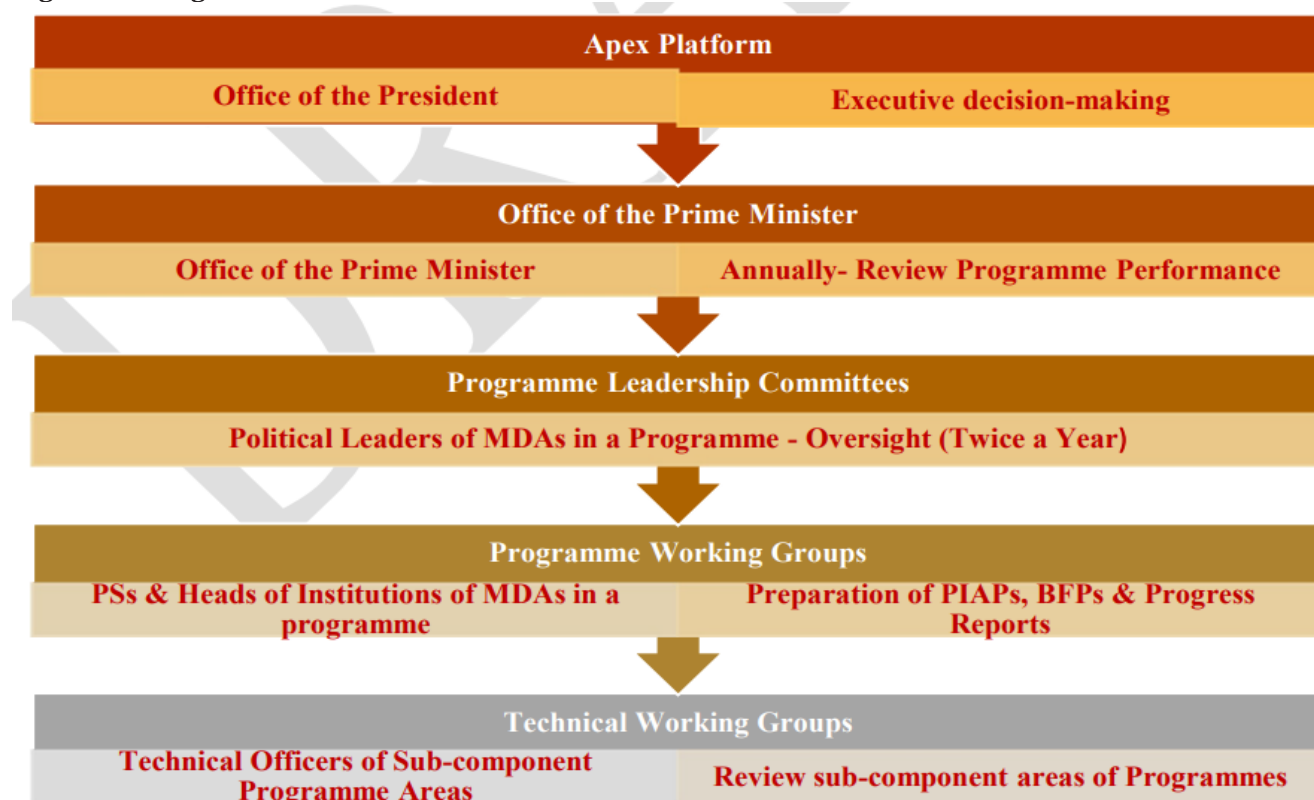 Apex Platform
Office of the President
Executive decision-making
Office of the Prime Minister
Office of the Prime Minister
Annually- Review Programme Performance
Programme Leadership Committees
Political Leaders of MDAs in a Programme - Oversight (Twice a Year)
Programme Working Groups
PSs & Heads of Institutions of MDAs in a
programme
Preparation of PIAPs, BFPs & Progress
Reports
Technical Working Groups
Technical Officers of Sub-component
Programme Areas
Review sub-component areas of Programmes